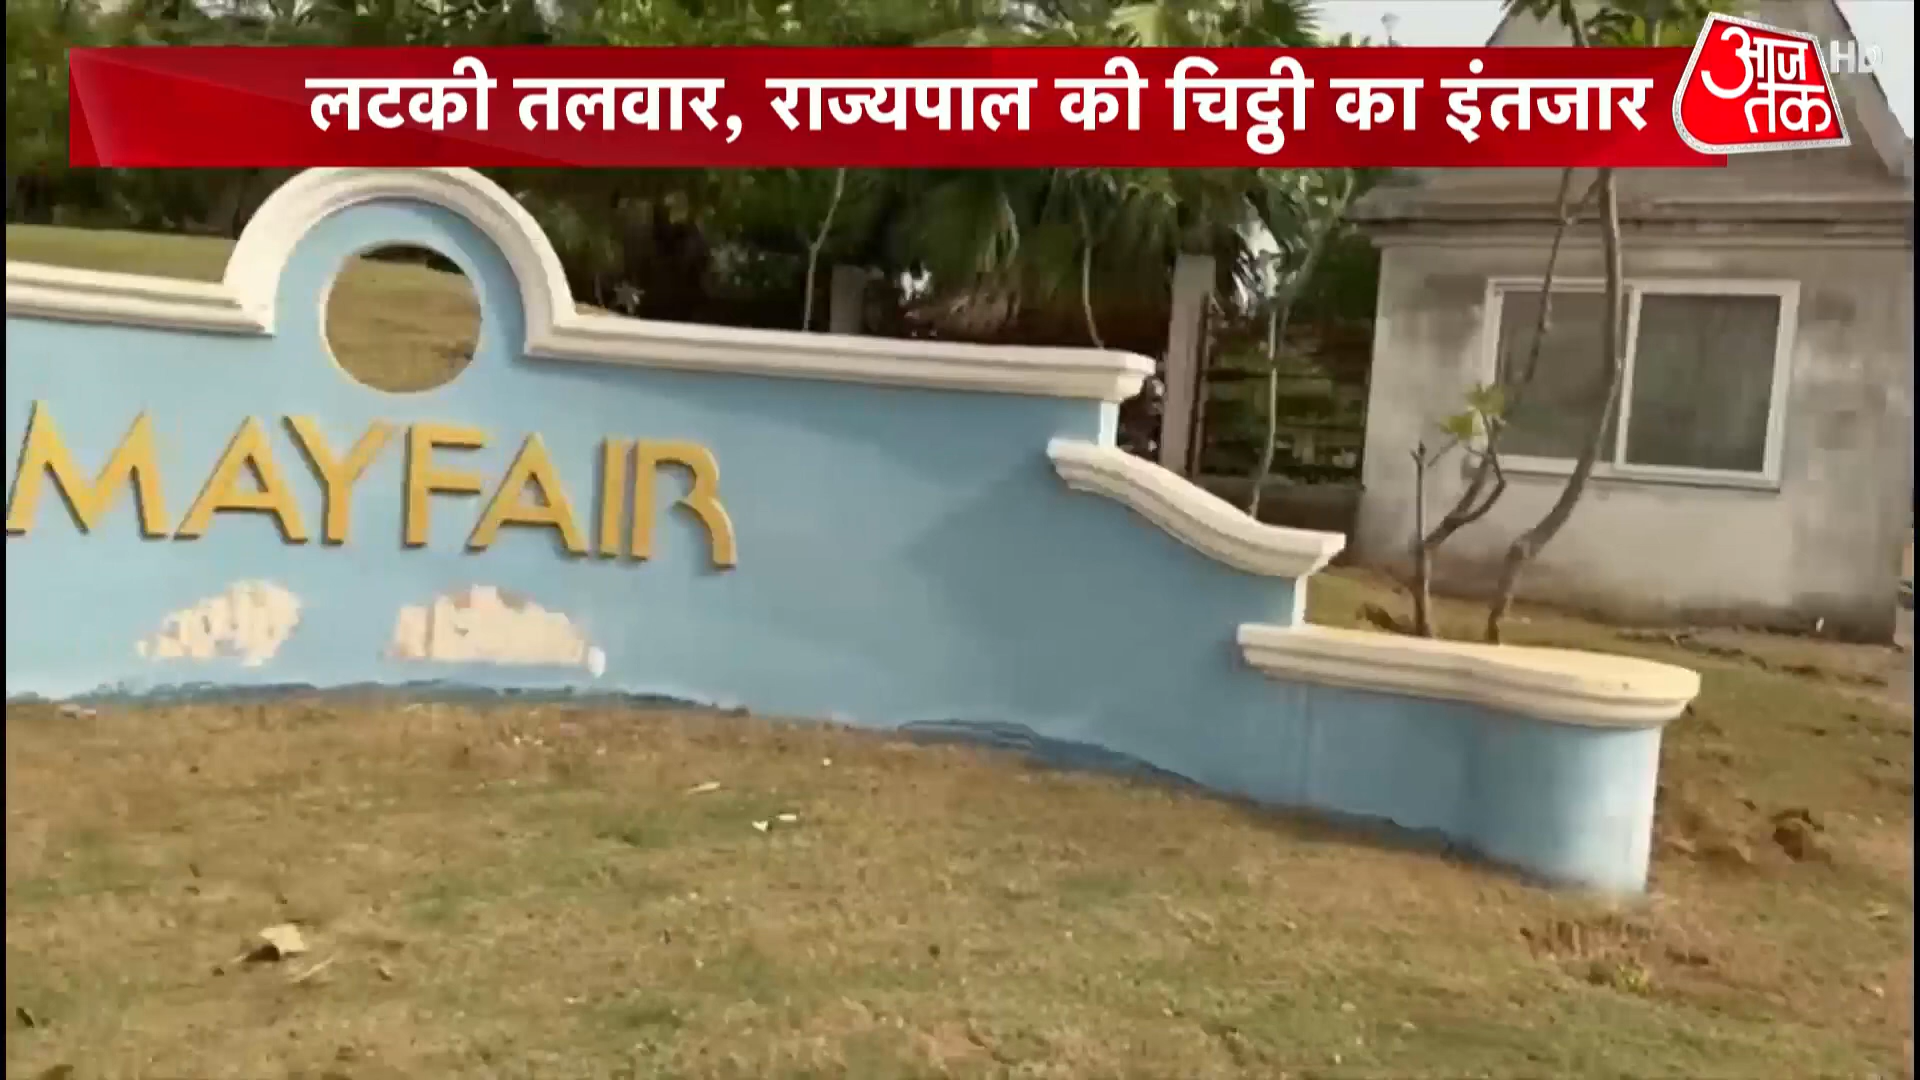 लटकी तलवार, राज्यपाल की चिट्ठी का इंतजार
आज
तक
HD
MAYFAIR